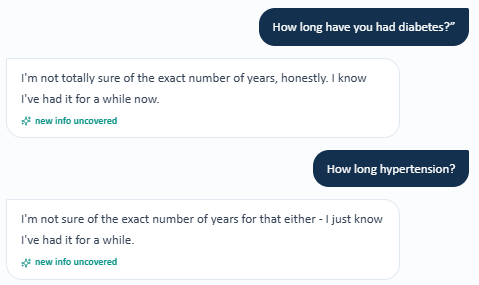 How long have you had diabetes?”
I'm not totally sure of the exact number of years, honestly. I know
I've had it for a while now.
new info uncovered
How long hypertension?
I'm not sure of the exact number of years for that either - I just know
I've had it for a while.
new info uncovered